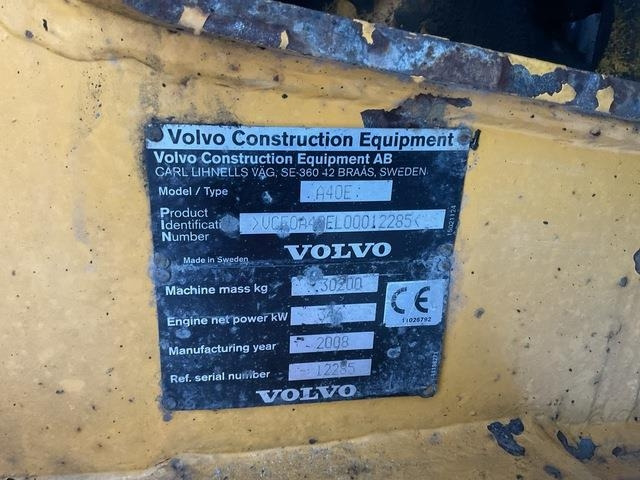 Volvo Construction Equipment
Volvo Construction Equipment AB
CARL LIHNELLS VÄG, SE-360 42 BRAÅS, SWEDEN
Model / Type A40E
Product
Identification >VCE0A40EL00012285<
Number
Made in Sweden VOLVO
Machine mass kg 30200
Engine net power kW
CE
11026792
Manufacturing year 2008
Ref. serial number 12285
VOLVO